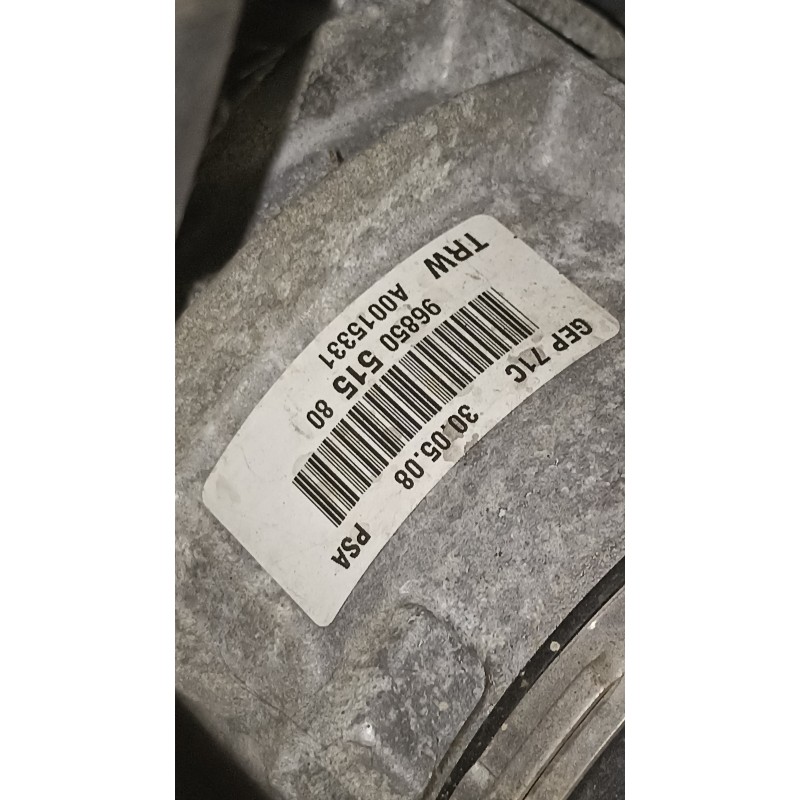 GEP 71C 30.05.08 PSA
96850 515 80
TRW A0015331